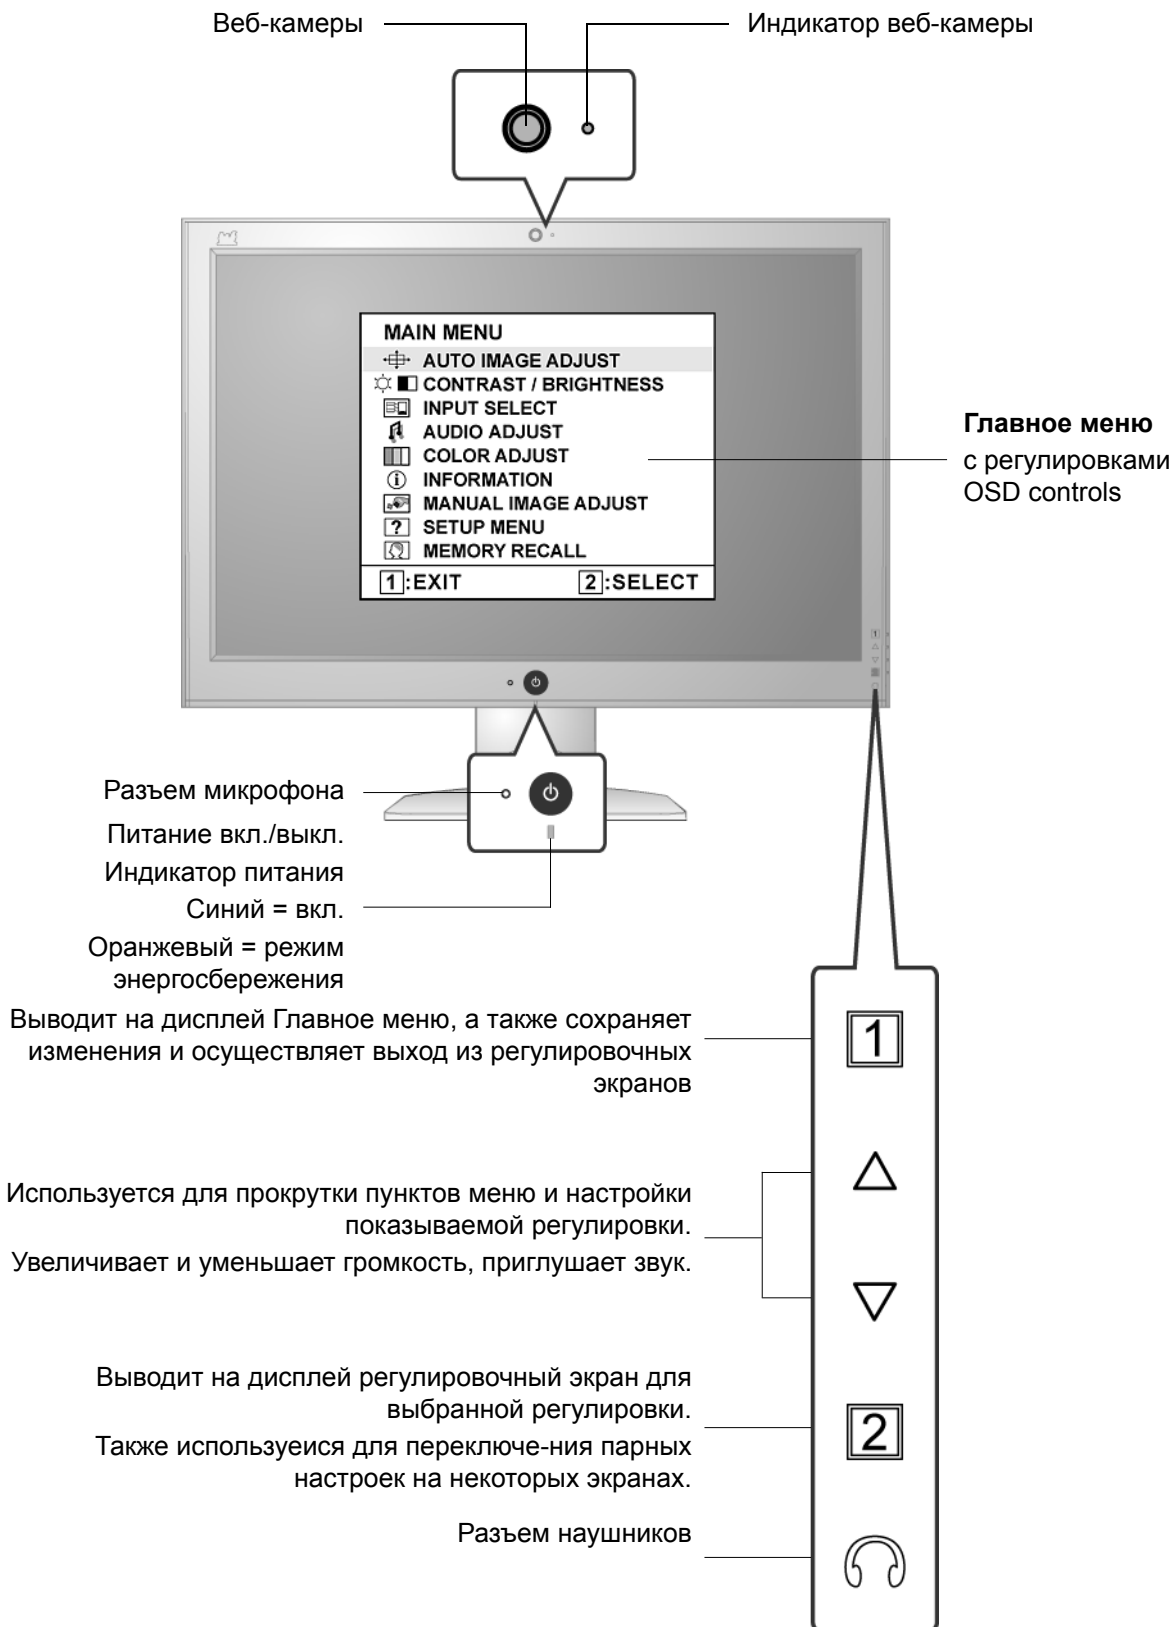 Веб-камеры
Индикатор веб-камеры
MAIN MENU
AUTO IMAGE ADJUST
CONTRAST / BRIGHTNESS
INPUT SELECT
AUDIO ADJUST
COLOR ADJUST
INFORMATION
MANUAL IMAGE ADJUST
SETUP MENU
MEMORY RECALL
1:EXIT
2:SELECT
Главное меню
с регулировками
OSD controls
1
Разъем микрофона
Питание вкл./выкл.
Индикатор питания
Синий = вкл.
Оранжевый = режим
энергосбережения
Выводит на дисплей Главное меню, а также сохраняет
изменения и осуществляет выход из регулировочных
экранов
1
Используется для прокрутки пунктов меню и настройки
показываемой регулировки.
Увеличивает и уменьшает громкость, приглушает звук.
Выводит на дисплей регулировочный экран для
выбранной регулировки.
Также используеися для переключе-ния парных
настроек на некоторых экранах.
2
Разъем наушников